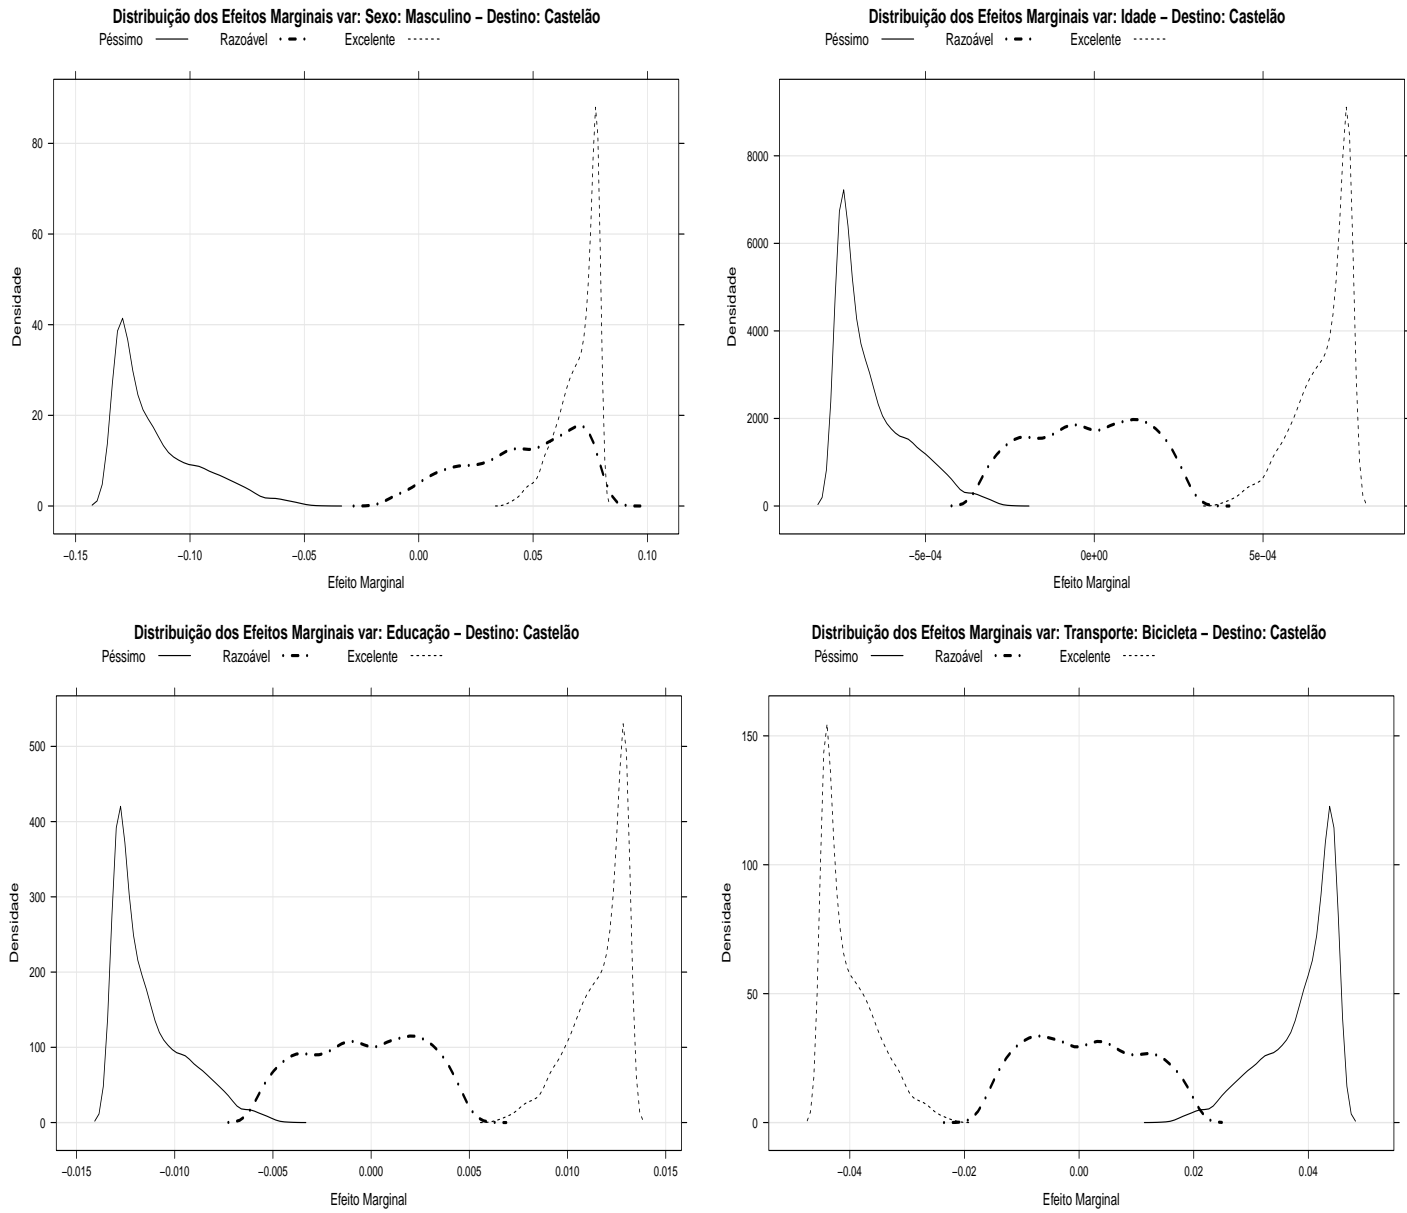 Distribuição dos Efeitos Marginais var: Sexo: Masculino – Destino: Castelão
Péssimo Razoável Excelente
80
60
40
20
0
Densidade
−0.15 −0.10 −0.05 0.00 0.05 0.10
Efeito Marginal
Distribuição dos Efeitos Marginais var: Idade – Destino: Castelão
Péssimo Razoável Excelente
8000
6000
4000
2000
0
Densidade
−5e−04 0e+00 5e−04
Efeito Marginal
Distribuição dos Efeitos Marginais var: Educação – Destino: Castelão
Péssimo Razoável Excelente
500
400
300
200
100
0
Densidade
−0.015 −0.010 −0.005 0.000 0.005 0.010 0.015
Efeito Marginal
Distribuição dos Efeitos Marginais var: Transporte: Bicicleta – Destino: Castelão
Péssimo Razoável Excelente
150
100
50
0
Densidade
−0.04 −0.02 0.00 0.02 0.04
Efeito Marginal